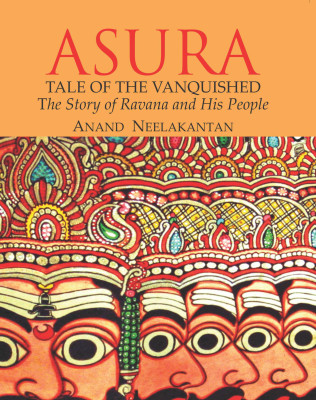 ASURA
TALE OF THE VANQUISHED
The Story of Ravana and His People
ANAND NEELAKANTAN